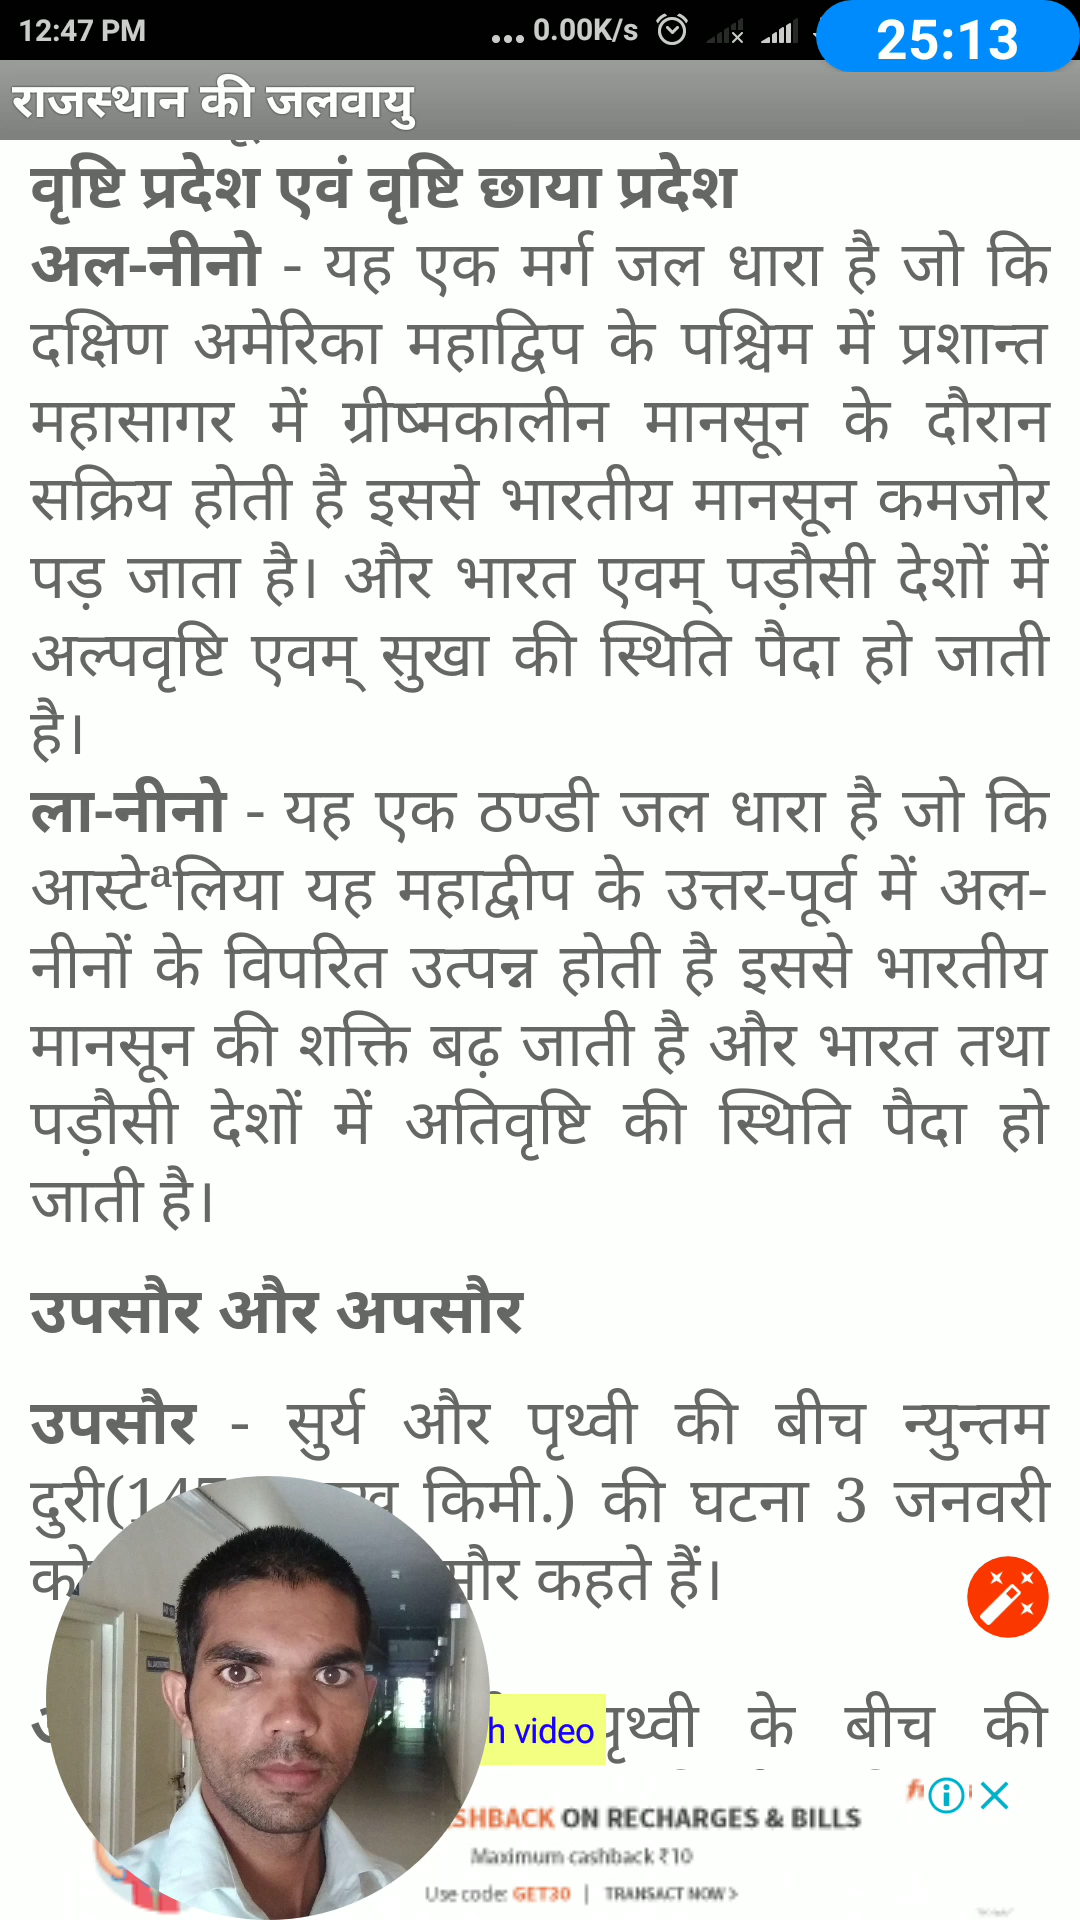 12:47 PM
... 0.00K/s
25:13
राजस्थान की जलवायु
वृष्टि प्रदेश एवं वृष्टि छाया प्रदेश
अल-नीनो - यह एक मर्ग जल धारा है जो कि
दक्षिण अमेरिका महाद्विप के पश्चिम में प्रशान्त
महासागर में ग्रीष्मकालीन मानसून के दौरान
सक्रिय होती है इससे भारतीय मानसून कमजोर
पड़ जाता है। और भारत एवम् पड़ौसी देशों में
अल्पवृष्टि एवम् सुखा की स्थिति पैदा हो जाती
है।
ला-नीनो - यह एक ठण्डी जल धारा है जो कि
आस्टेªलिया यह महाद्वीप के उत्तर-पूर्व में अल-
नीनों के विपरित उत्पन्न होती है इससे भारतीय
मानसून की शक्ति बढ़ जाती है और भारत तथा
पड़ौसी देशों में अतिवृष्टि की स्थिति पैदा हो
जाती है।
उपसौर और अपसौर
उपसौर - सुर्य और पृथ्वी की बीच न्युन्तम
दुरी( किमी.) की घटना 3 जनवरी
कहते हैं।
पृथ्वी के बीच की
video
ON RECHARGES & BILLS
Maximum cashback ₹10
Use code: GET30 | TRANSACT NOW >